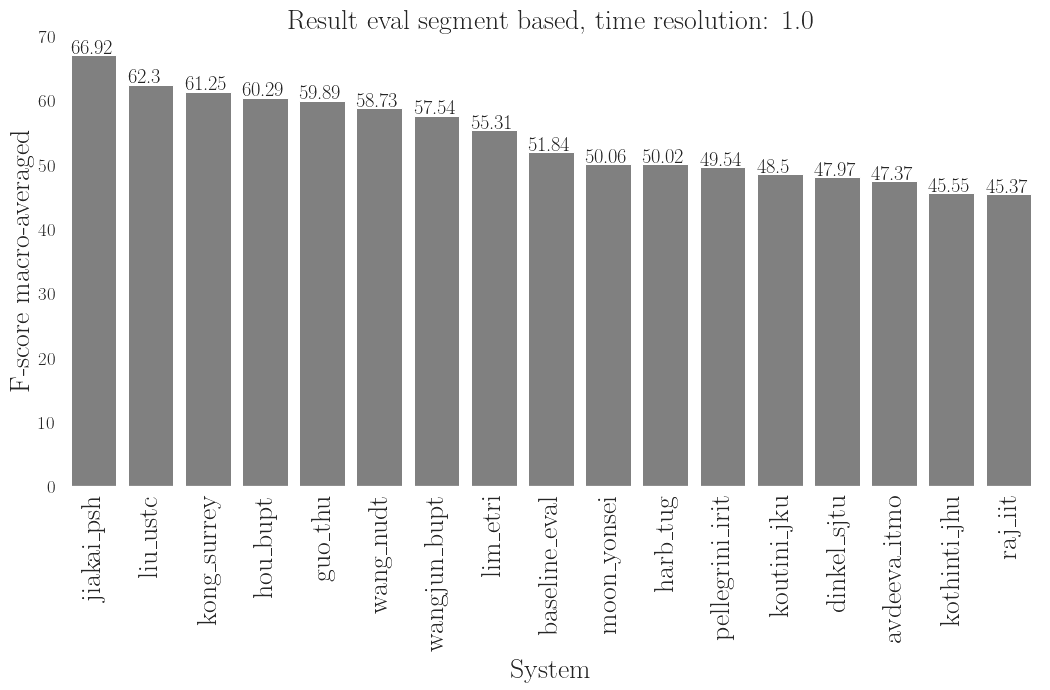 Result eval segment based, time resolution: 1.0
F-score macro-averaged
70
60
50
40
30
20
10
0
66.92
62.3
61.25
60.29
59.89
58.73
57.54
55.31
51.84
50.06
50.02
49.54
48.5
47.97
47.37
45.55
45.37
jiakai_psh
liu_ustc
kong_surrey
hou_bupt
guo_thu
wang_nudt
wangjun_bupt
lim_etri
baseline_eval
moon_yonsei
harb_tug
pellegrini_irit
koutini_jku
dinkel_sjtu
avdeeva_itmo
kothinti_jhu
raj_iit
System